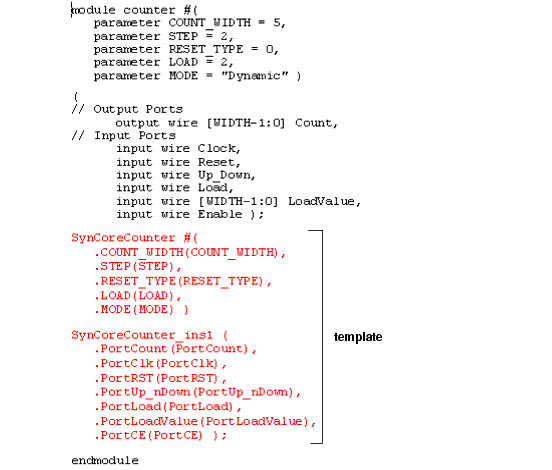 module counter #(
parameter COUNT_WIDTH = 5,
parameter STEP = 2,
parameter RESET_TYPE = 0,
parameter LOAD = 2,
parameter MODE = "Dynamic" )
(
// Output Ports
output wire [WIDTH-1:0] Count,
// Input Ports
input wire Clock,
input wire Reset,
input wire Up_Down,
input wire Load,
input wire [WIDTH-1:0] LoadValue,
input wire Enable );
SynCoreCounter #(
.COUNT_WIDTH(COUNT_WIDTH),
.STEP(STEP),
.RESET_TYPE(RESET_TYPE),
.LOAD(LOAD),
.MODE(MODE) )
SynCoreCounter_ins1 (
.PortCount(PortCount),
.PortClk(PortClk),
.PortRST(PortRST),
.PortUp_nDown(PortUp_nDown),
.PortLoad(PortLoad),
.PortLoadValue(PortLoadValue),
.PortCE(PortCE) );
template
endmodule